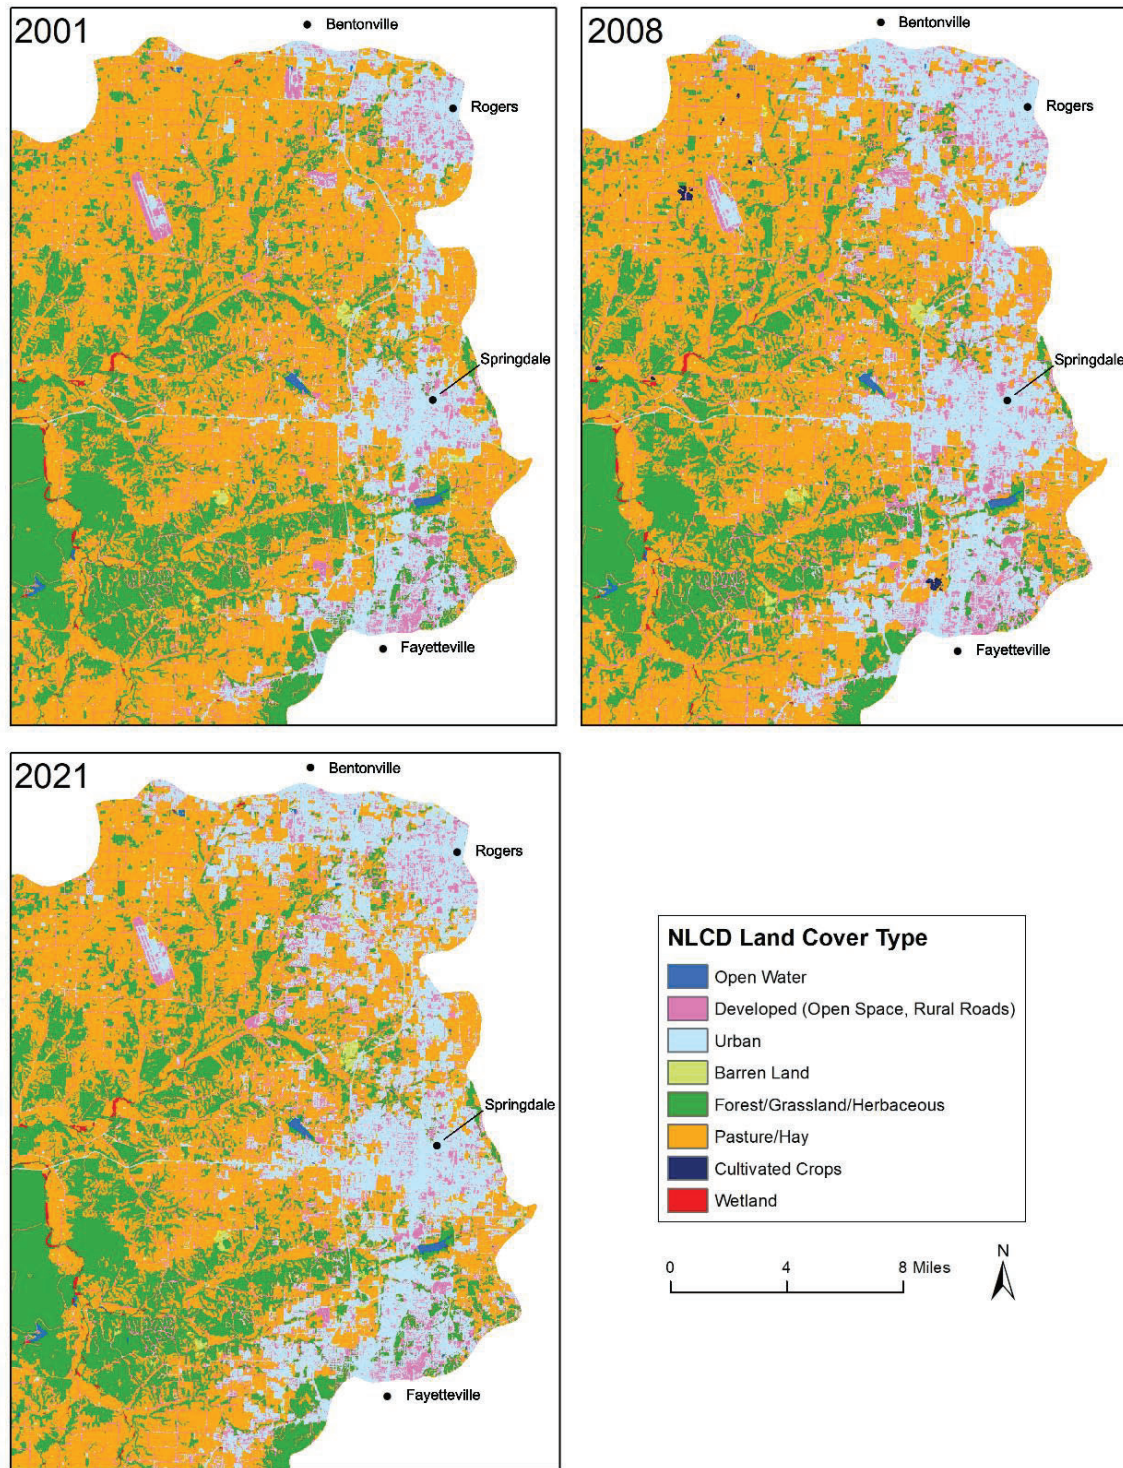 2001
Bentonville
Rogers
Springdale
Fayetteville
2008
Bentonville
Rogers
Springdale
Fayetteville
2021
Bentonville
Rogers
Springdale
Fayetteville
NLCD Land Cover Type
Open Water
Developed (Open Space, Rural Roads)
Urban
Barren Land
Forest/Grassland/Herbaceous
Pasture/Hay
Cultivated Crops
Wetland
0 4 8 Miles
N